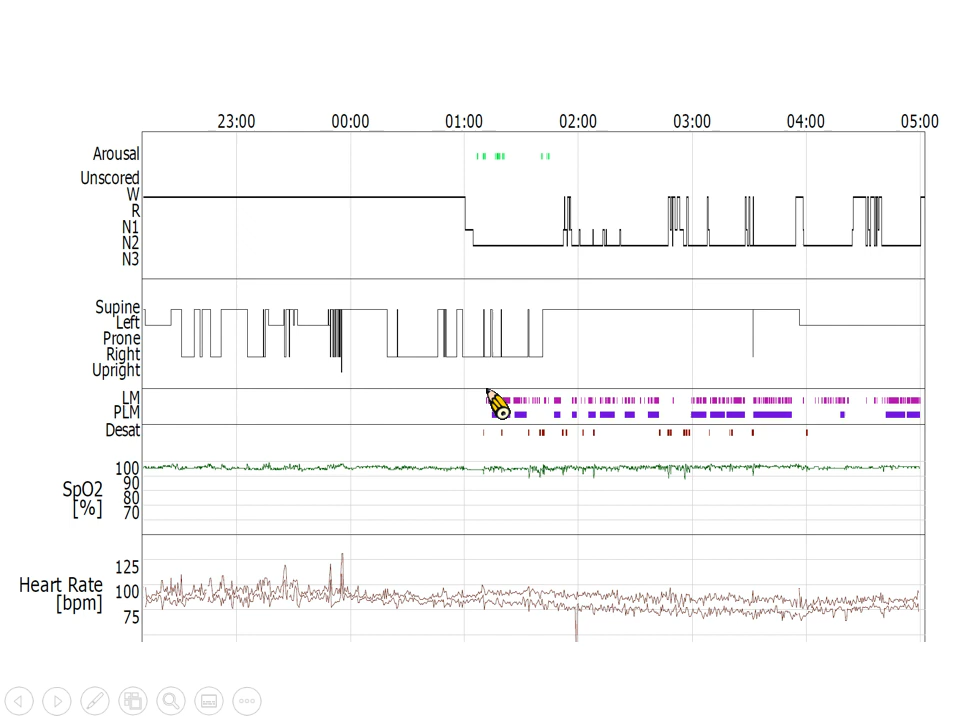 23:00 00:00 01:00 02:00 03:00 04:00 05:00
Arousal
Unscored
W
R
N1
N2
N3
Supine
Left
Prone
Right
Upright
LM
PLM
Desat
100
90
SpO2 80
[%] 70
125
Heart Rate 100
[bpm] 75